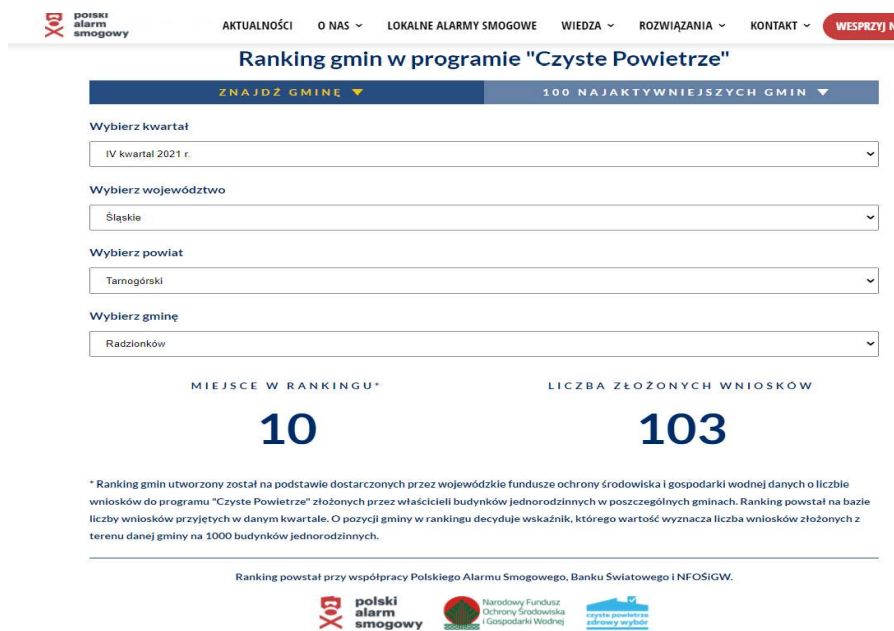 polski
alarm
smogowy
AKTUALNOŚCI O NAS LOKALNE ALARMY SMOGOWE WIEDZA ROZWIĄZANIA KONTAKT WESPRZYJ N
Ranking gmin w programie "Czyste Powietrze"
ZNAJDŹ GMINĘ 100 NAJAKTYWNIEJSZYCH GMIN
Wybierz kwartał
IV kwartal 2021 r.
Wybierz województwo
Śląskie
Wybierz powiat
Tarnogórski
Wybierz gminę
Radzionków
MIEJSCE W RANKINGU* LICZBA ZŁOŻONYCH WNIOSKÓW
10 103
* Ranking gmin utworzony został na podstawie dostarczonych przez wojewódzkie fundusze ochrony środowiska i gospodarki wodnej danych o liczbie
wniosków do programu "Czyste Powietrze" złożonych przez właścicieli budynków jednorodzinnych w poszczególnych gminach. Ranking powstał na bazie
liczby wniosków przyjętych w danym kwartale. O pozycji gminy w rankingu decyduje wskaźnik, którego wartość wyznacza liczba wniosków złożonych z
terenu danej gminy na 1000 budynków jednorodzinnych.
Ranking powstał przy współpracy Polskiego Alarmu Smogowego, Banku Światowego i NFOŚiGW.
polski
alarm
smogowy
Narodowy Fundusz
Ochrony Środowiska
i Gospodarki Wodnej
czyste powietrze
zdrowy wybór